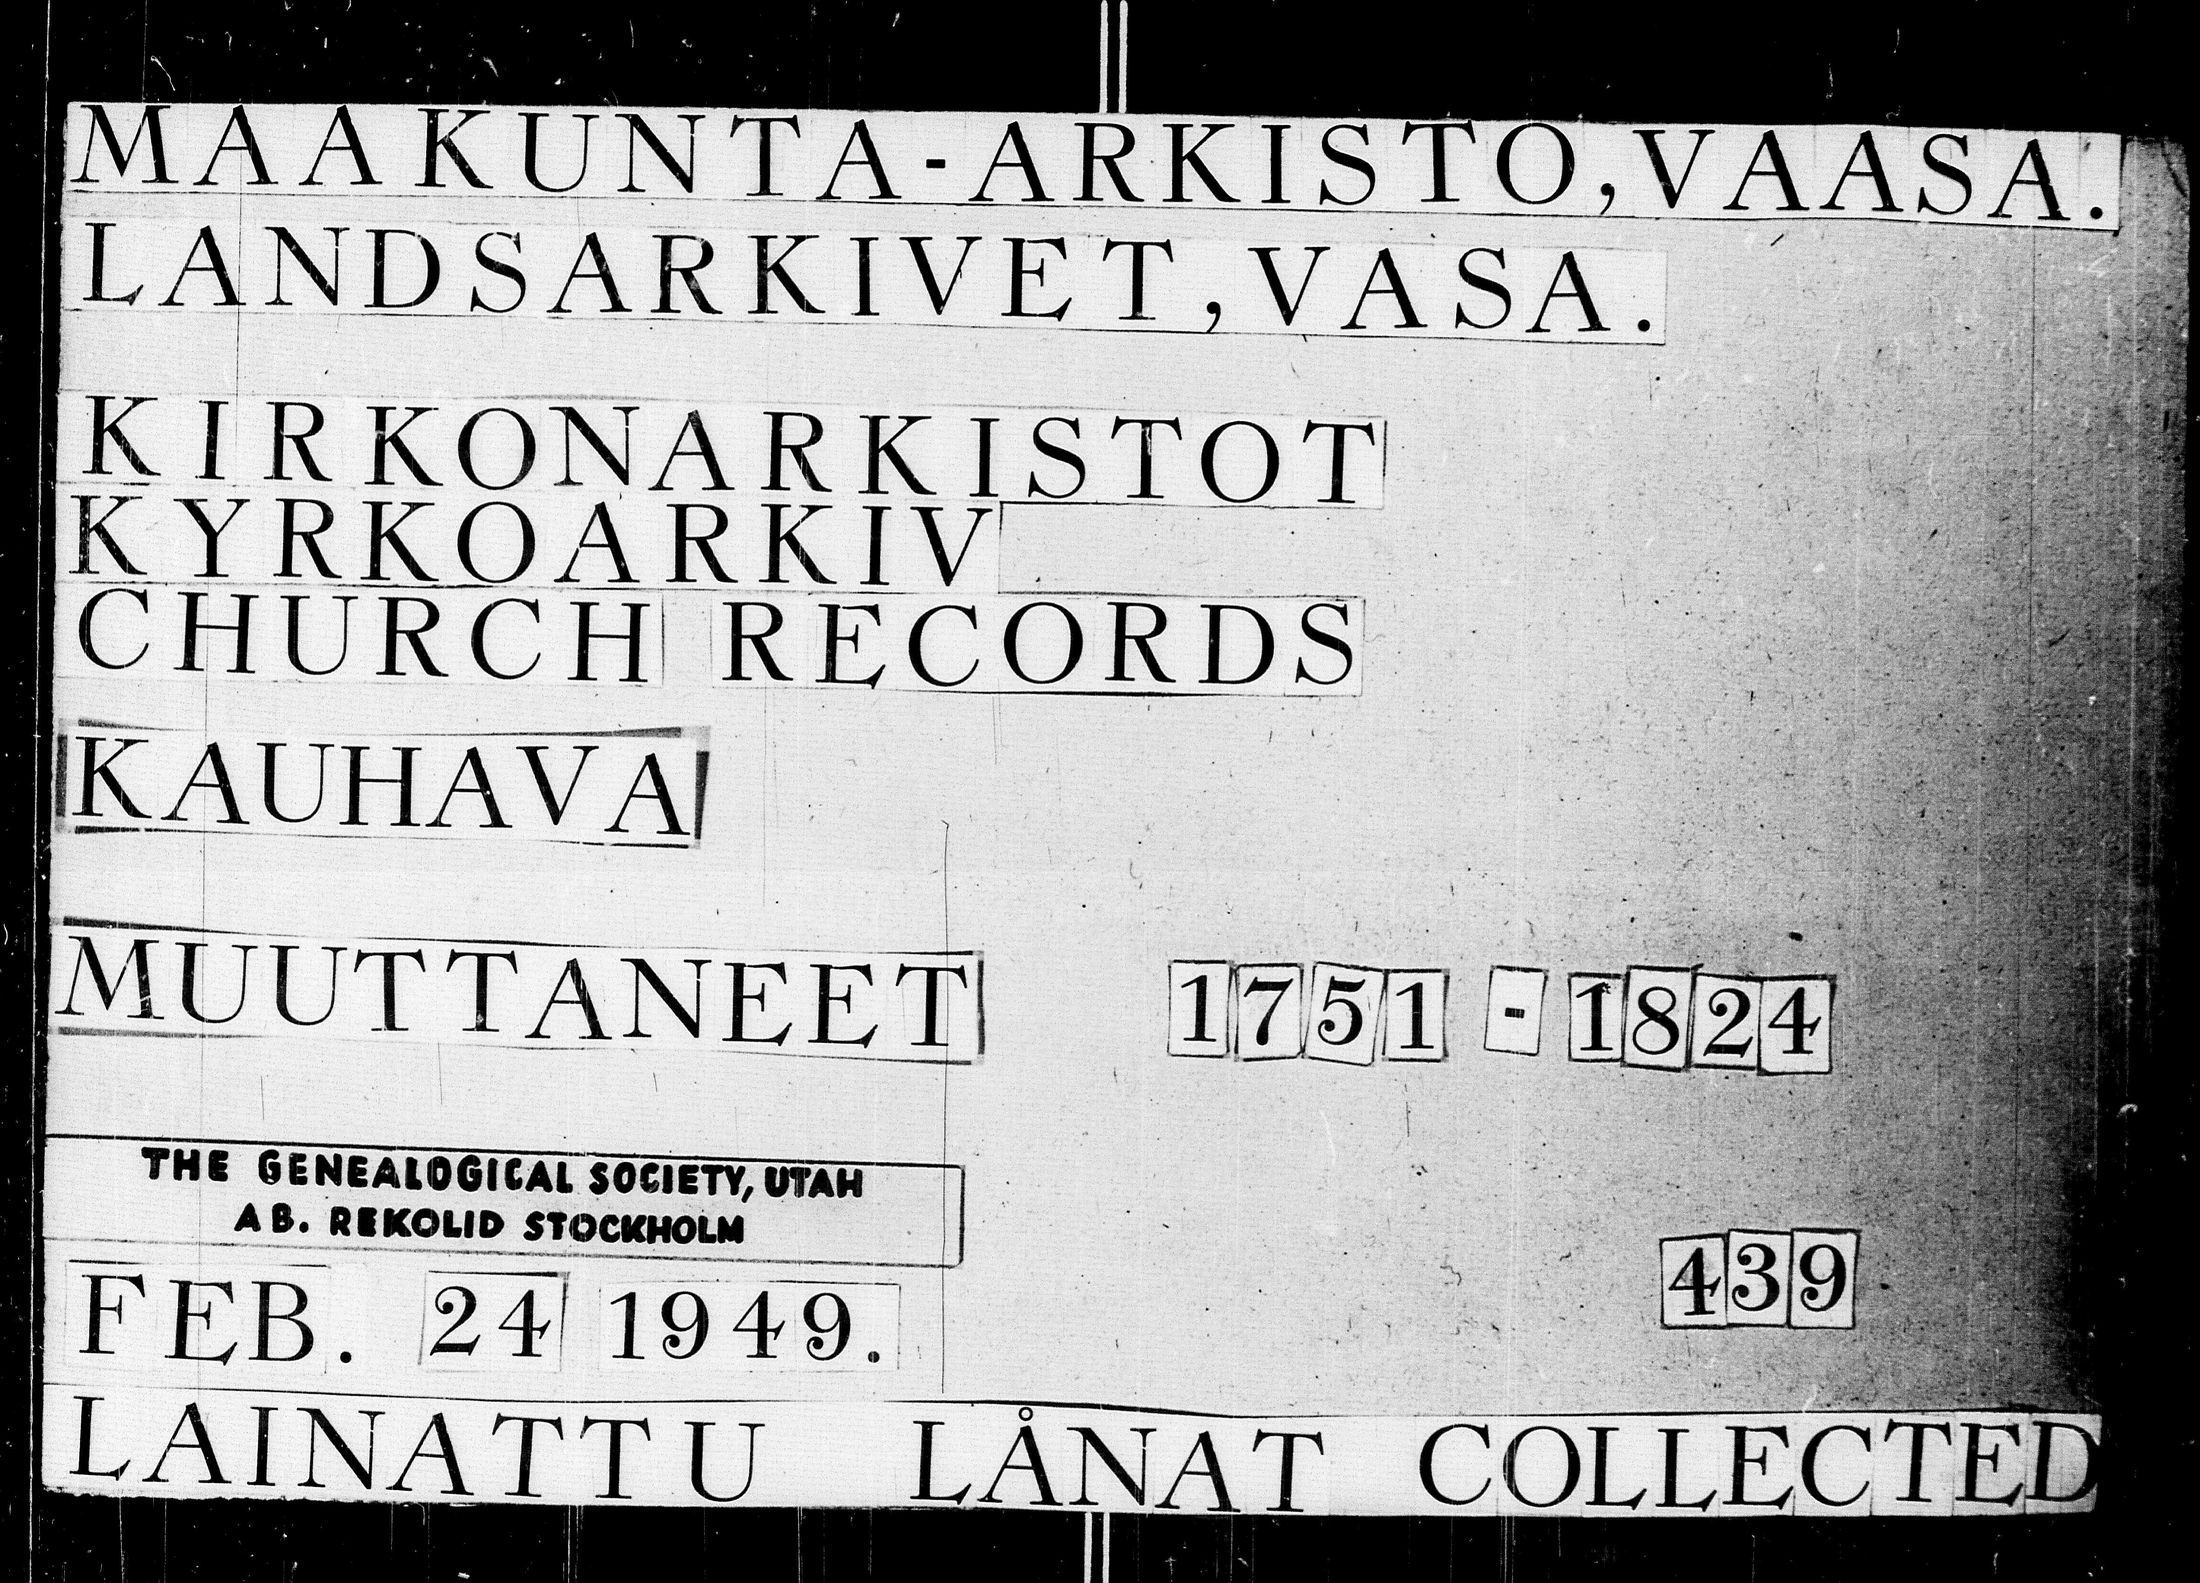 MAAKUNTA-ARKISTO, VAASA.
LANDSARKIVET, VASA.
KIRKONARKISTOT
KYRKOARKIV
CHURCH RECORDS
KAUHAVA
MUUTTANEET 1751 - 1824
THE GENEALOGICAL SOCIETY, UTAH
AB. REKOLID STOCKHOLM
439
FEB. 24 1949.
LAINATTU LÅNAT COLLECTED